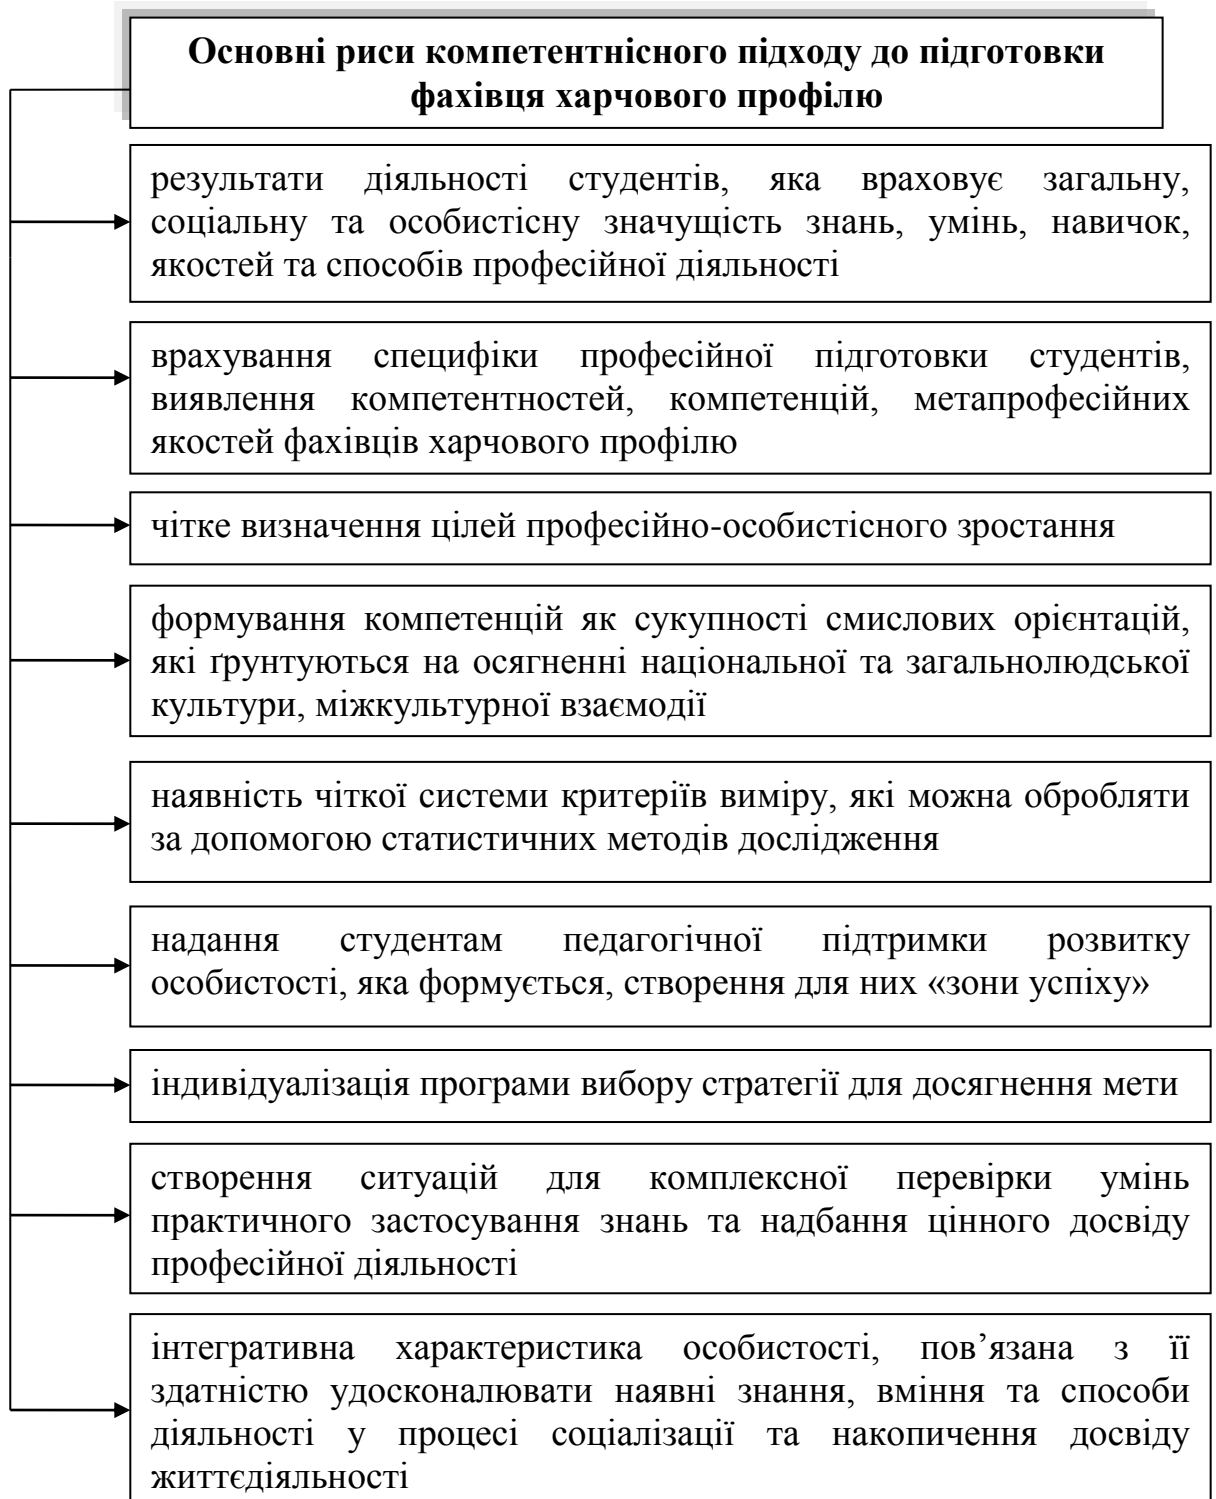 Основні риси компетентнісного підходу до підготовки
фахівця харчового профілю
результати діяльності студентів, яка враховує загальну,
соціальну та особистісну значущість знань, умінь, навичок,
якостей та способів професійної діяльності
врахування специфіки професійної підготовки студентів,
виявлення компетентностей, компетенцій, метапрофесійних
якостей фахівців харчового профілю
чітке визначення цілей професійно-особистісного зростання
формування компетенцій як сукупності смислових орієнтацій,
які ґрунтуються на осягненні національної та загальнолюдської
культури, міжкультурної взаємодії
наявність чіткої системи критеріїв виміру, які можна обробляти
за допомогою статистичних методів дослідження
надання студентам педагогічної підтримки розвитку
особистості, яка формується, створення для них «зони успіху»
індивідуалізація програми вибору стратегії для досягнення мети
створення ситуацій для комплексної перевірки умінь
практичного застосування знань та надбання цінного досвіду
професійної діяльності
інтегративна характеристика особистості, пов’язана з її
здатністю удосконалювати наявні знання, вміння та способи
діяльності у процесі соціалізації та накопичення досвіду
життєдіяльності